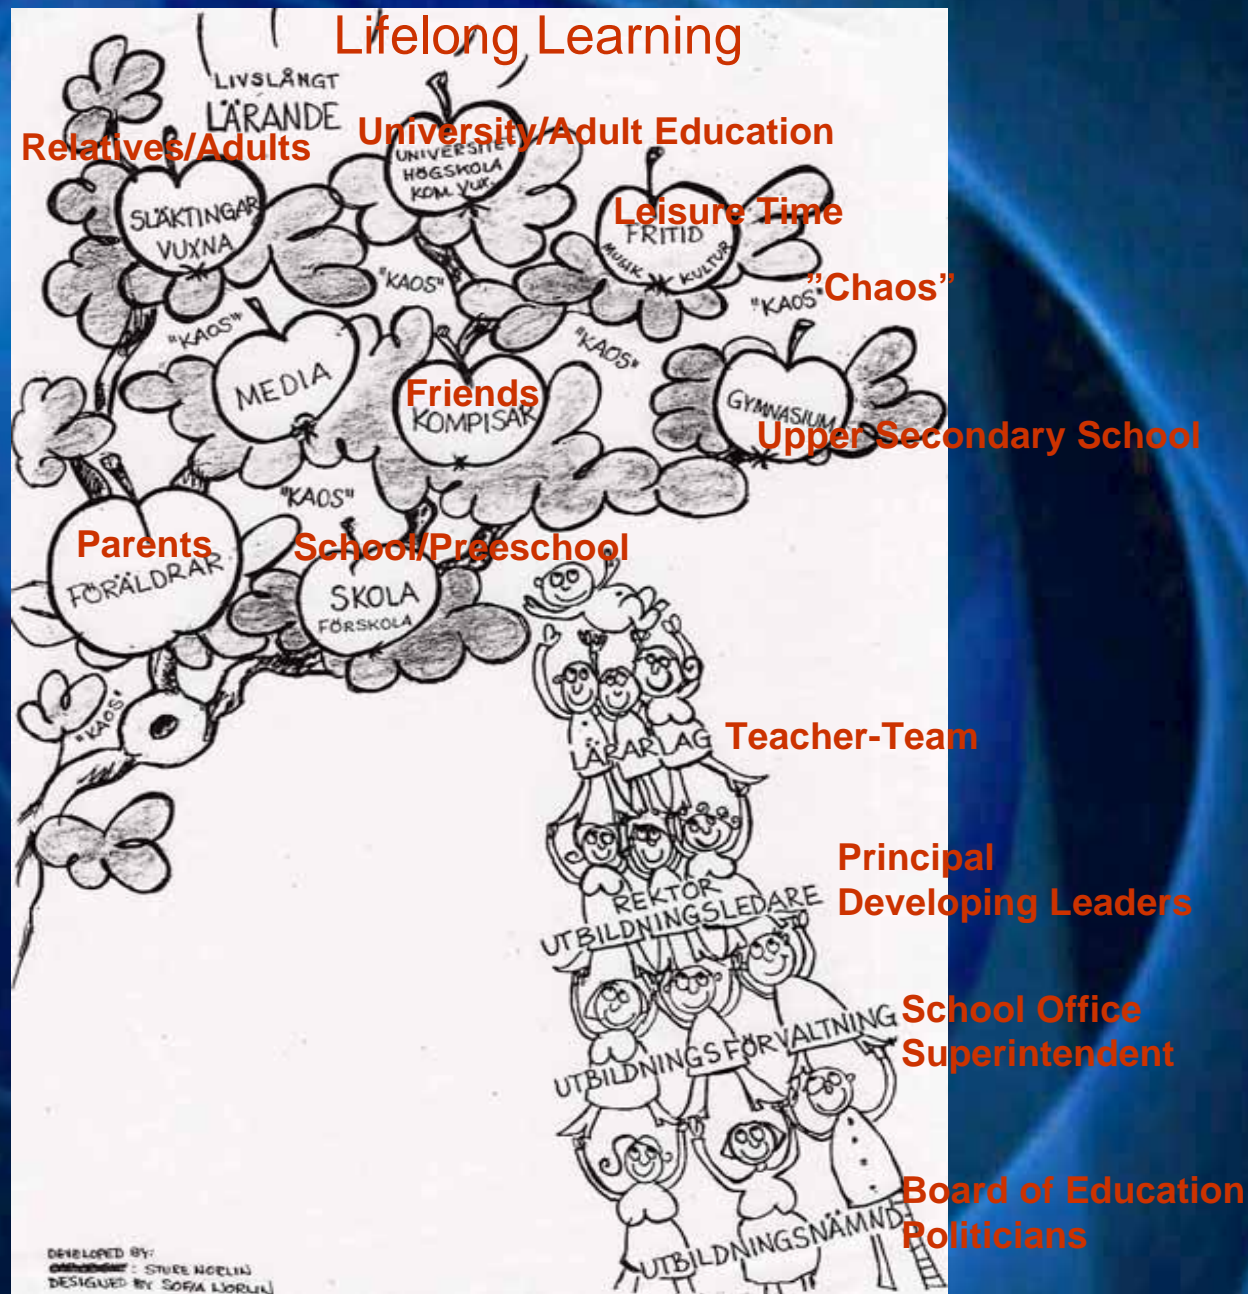 Lifelong Learning
LIVSLÅNGT
LÄRANDE
Relatives/Adults
University/Adult Education
UNIVERSITET
HÖGSKOLA
KOM. VUX.
SLÄKTINGAR
VUXNA
Leisure Time
FRITID
MUSIK KULTUR
"KAOS"
”Chaos”
"KAOS"
"KAOS"
"KAOS"
MEDIA
Friends
KOMPISAR
GYMNASIUM
Upper Secondary School
"KAOS"
Parents
FÖRÄLDRAR
School/Preeschool
SKOLA
FÖRSKOLA
"KAOS"
LÄRARLAG
Teacher-Team
REKTOR
UTBILDNINGSLEDARE
Principal
Developing Leaders
UTBILDNINGSFÖRVALTNING
School Office
Superintendent
UTBILDNINGSNÄMND
Board of Education
Politicians
DEVELOPED BY:
: STURE NORLIN
DESIGNED BY SOFIA NORLIN